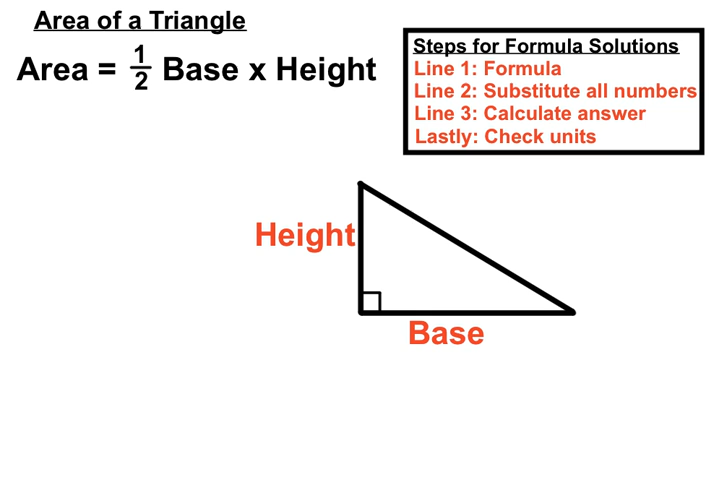 Area of a Triangle
Area = 1/2 Base x Height
Steps for Formula Solutions
Line 1: Formula
Line 2: Substitute all numbers
Line 3: Calculate answer
Lastly: Check units
Height
Base